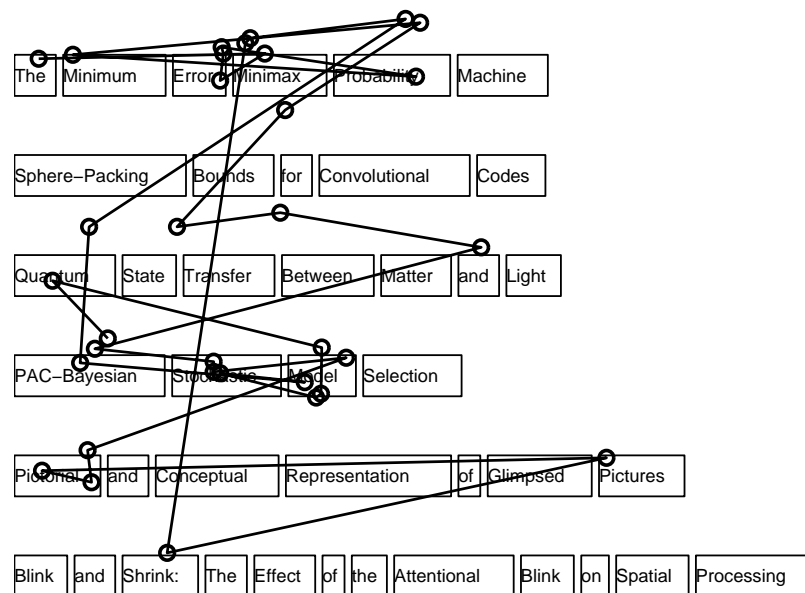 The Minimum Error Minimax Probability Machine
Sphere−Packing Bounds for Convolutional Codes
Quantum State Transfer Between Matter and Light
PAC−Bayesian Stochastic Model Selection
Pictorial and Conceptual Representation of Glimpsed Pictures
Blink and Shrink: The Effect of the Attentional Blink on Spatial Processing